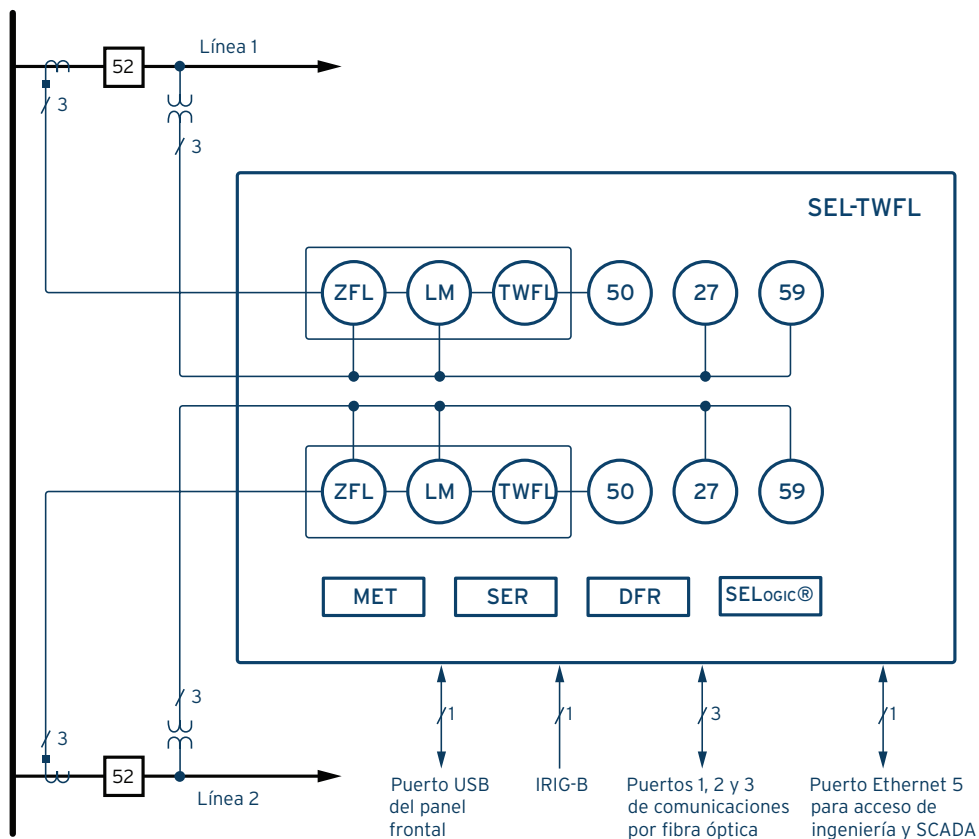 Línea 1
52
3
3
SEL-TWFL
ZFL
LM
TWFL
50
27
59
ZFL
LM
TWFL
50
27
59
MET
SER
DFR
SELOGIC®
3
3
52
Línea 2
1
1
3
1
Puerto USB
del panel
frontal
IRIG-B
Puertos 1, 2 y 3
de comunicaciones
por fibra óptica
Puerto Ethernet 5
para acceso de
ingeniería y SCADA